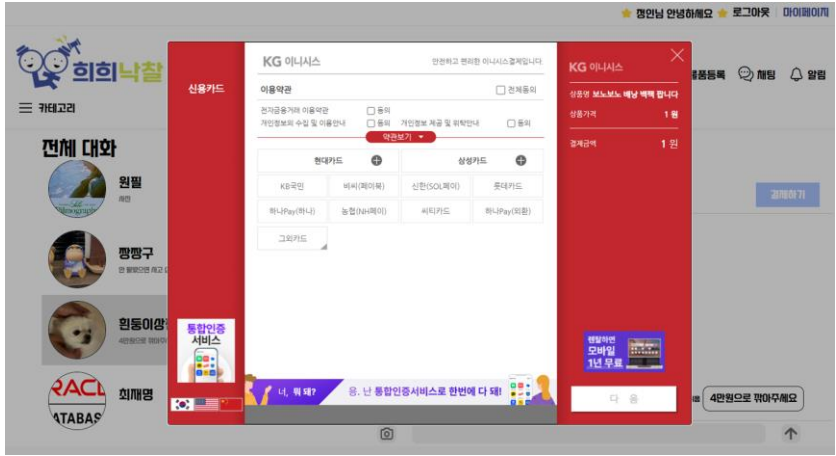 정인님 안녕하세요 로그아웃 마이페이지
희희낙찰
물품등록 채팅 알림
카테고리
전체 대화
원필
짱짱구
흰둥이상
최재명
RACL
ATABAS
결제하기
4만원으로 깎아주세요
신용카드
통합인증
서비스
KG 이니시스
안전하고 편리한 이니시스결제입니다.
이용약관
전체동의
전자금융거래 이용약관 동의
개인정보의 수집 및 이용안내 동의 개인정보 제공 및 위탁안내 동의
약관보기
현대카드 삼성카드
KB국민 비씨(페이북) 신한(SOL페이) 롯데카드
하나Pay(하나) 농협(NH페이) 씨티카드 하나Pay(외환)
그외카드
너, 뭐 돼? 응. 난 통합인증서비스로 한번에 다 돼!
KG 이니시스
상품명 보노보노 배낭 백팩 팝니다
상품가격 1 원
결제금액 1 원
렌탈하면
모바일
1년 무료
다 음